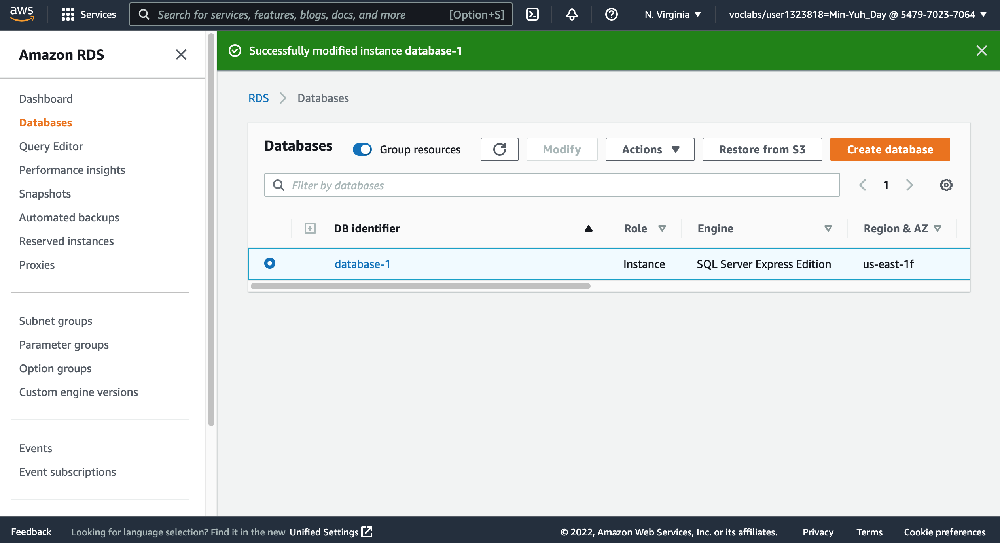 aws
Services
Search for services, features, blogs, docs, and more [Option+S]
N. Virginia
voclabs/user1323818=Min-Yuh_Day @ 5479-7023-7064
Amazon RDS
Dashboard
Databases
Query Editor
Performance insights
Snapshots
Automated backups
Reserved instances
Proxies
Subnet groups
Parameter groups
Option groups
Custom engine versions
Events
Event subscriptions
Successfully modified instance database-1
RDS
Databases
Databases
Group resources
Modify
Actions
Restore from S3
Create database
Filter by databases
1
DB identifier Role Engine Region & AZ
database-1 Instance SQL Server Express Edition us-east-1f
Feedback
Looking for language selection? Find it in the new Unified Settings
© 2022, Amazon Web Services, Inc. or its affiliates.
Privacy
Terms
Cookie preferences